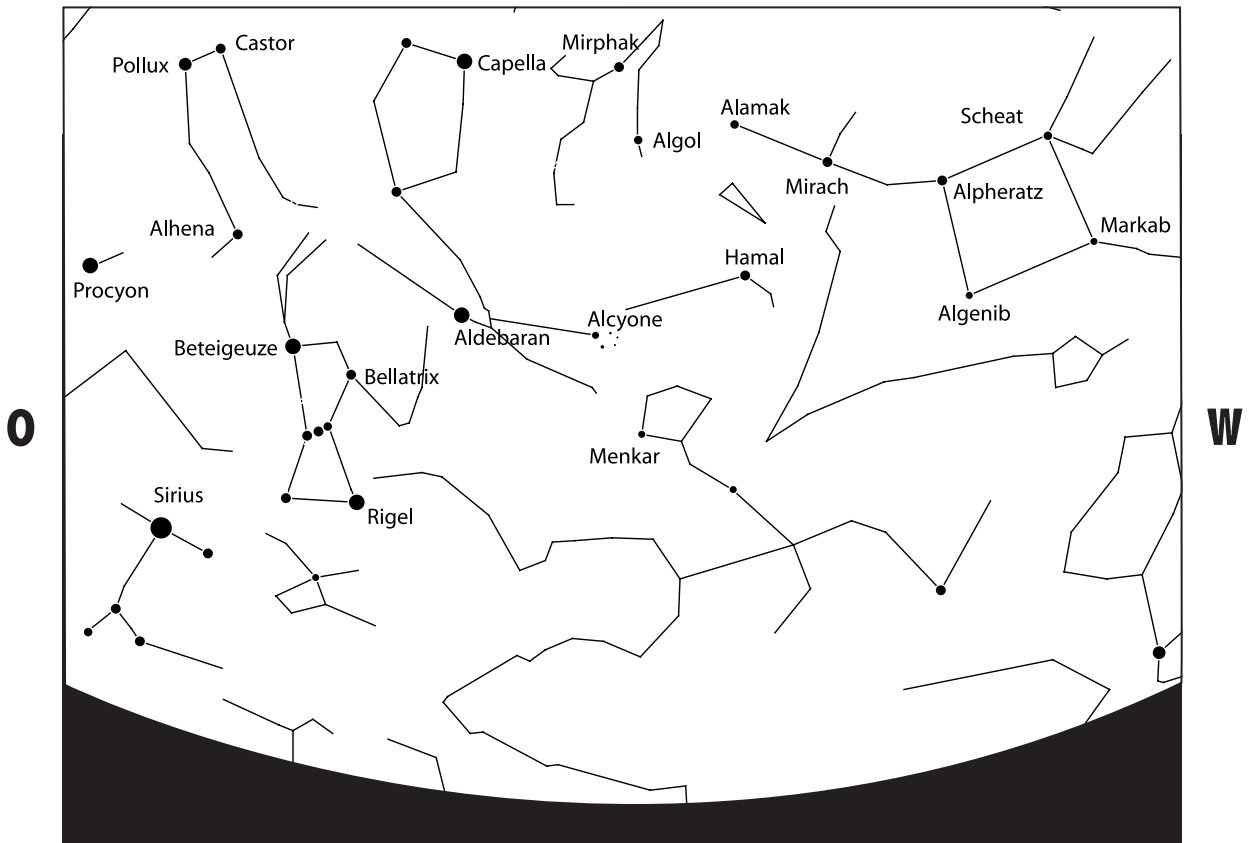 Castor
Mirphak
Pollux
Capella
Alamak
Scheat
Algol
Mirach
Alpheratz
Alhena
Markab
Hamal
Procyon
Algenib
Alcyone
Aldebaran
Beteigeuze
Bellatrix
O
W
Menkar
Sirius
Rigel